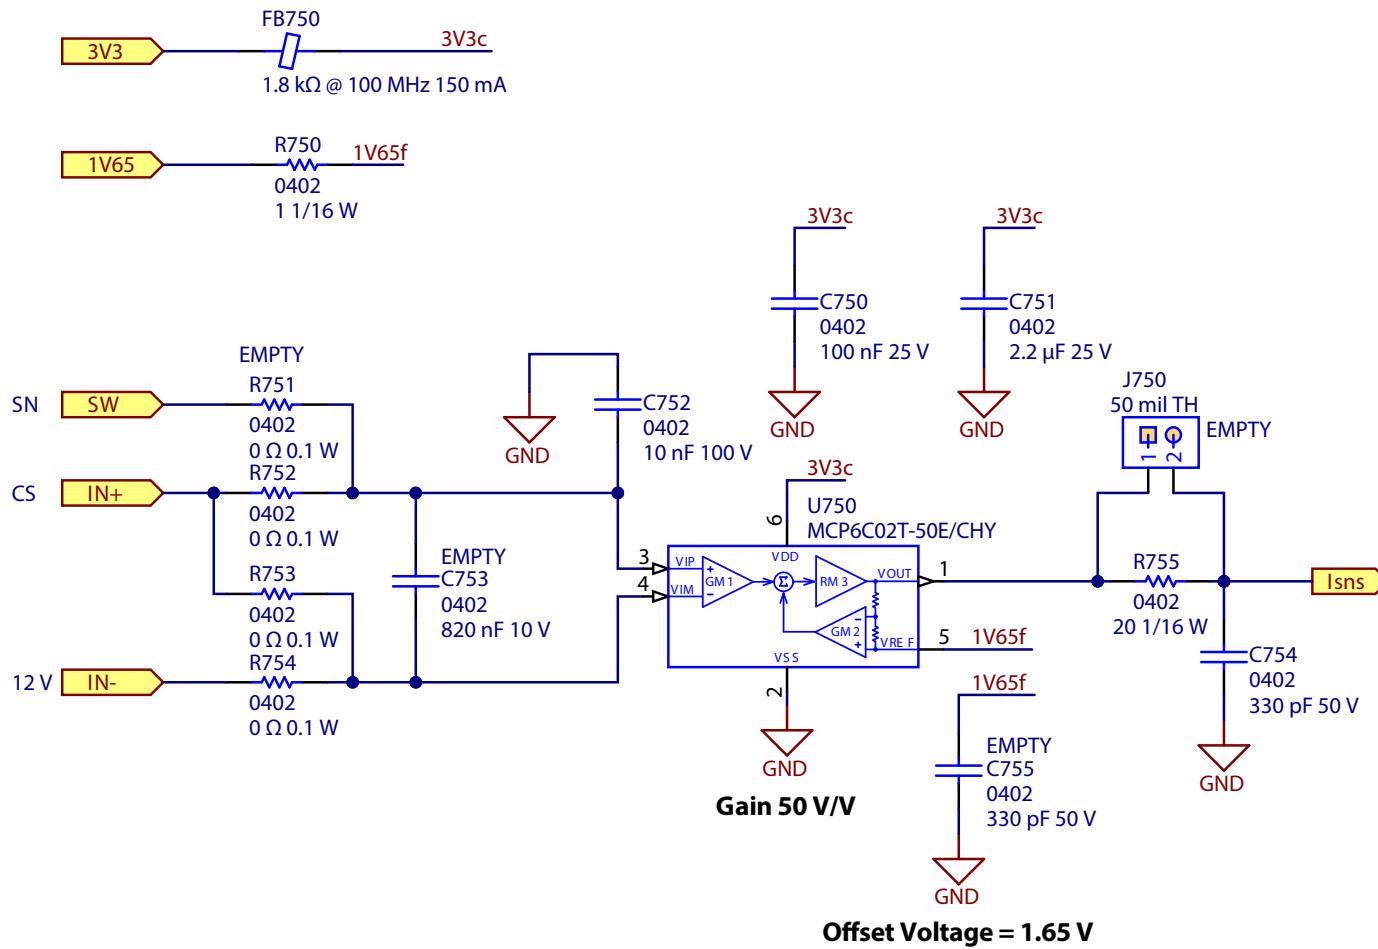 FB750
3V3
3V3c
1.8 kΩ @ 100 MHz 150 mA
R750
1V65
1V65f
0402
1 1/16 W
3V3c
C750
0402
100 nF 25 V
GND
3V3c
C751
0402
2.2 µF 25 V
GND
EMPTY
R751
SN
SW
0402
0 Ω 0.1 W
R752
CS
IN+
0402
0 Ω 0.1 W
R753
0402
0 Ω 0.1 W
R754
12 V
IN-
0402
0 Ω 0.1 W
GND
C752
0402
10 nF 100 V
EMPTY
C753
0402
820 nF 10 V
3V3c
U750
MCP6C02T-50E/CHY
6
VDD
3
VIP
4
VIM
+
−
GM1
Σ
RM3
VOUT
1
GM2
−
+
VREF
5
1V65f
VSS
2
GND
Gain 50 V/V
J750
50 mil TH
EMPTY
1
2
R755
0402
20 1/16 W
Isns
C754
0402
330 pF 50 V
GND
1V65f
EMPTY
C755
0402
330 pF 50 V
GND
Offset Voltage = 1.65 V